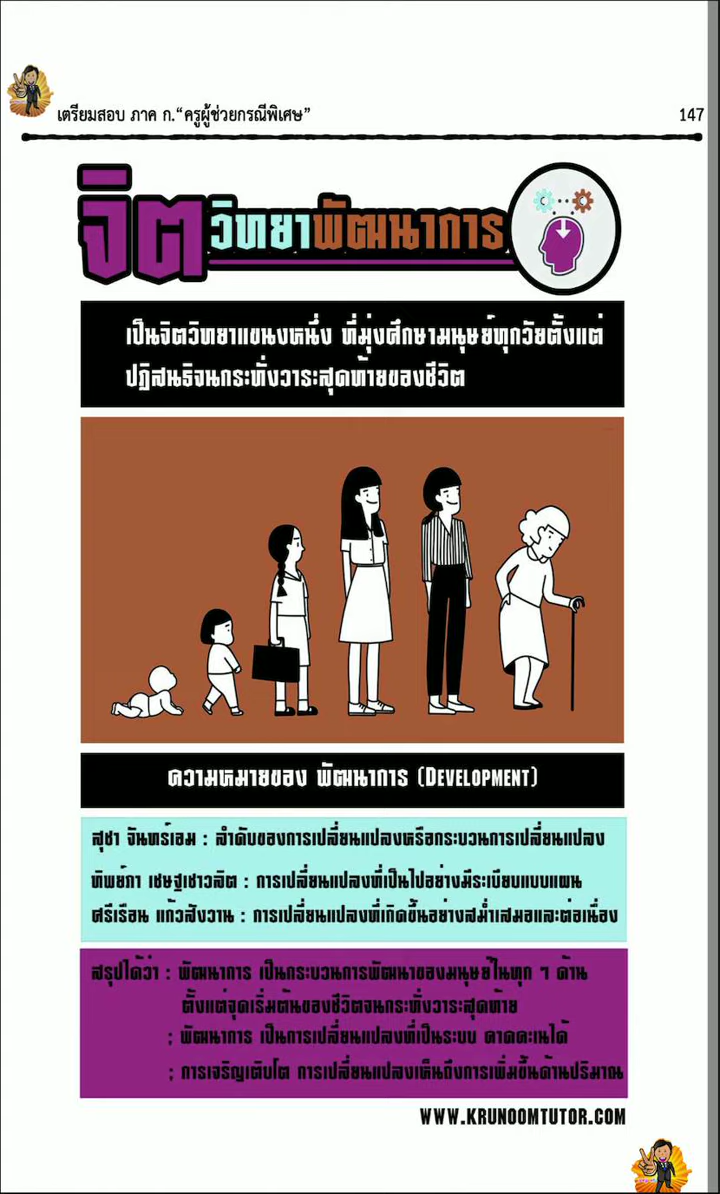 เตรียมสอบ ภาค ก.“ครูผู้ช่วยกรณีพิเศษ”
147
จิตวิทยาพัฒนาการ
เป็นจิตวิทยาแขนงหนึ่ง ที่มุ่งศึกษามนุษย์ทุกวัยตั้งแต่
ปฏิสนธิจนกระทั่งวาระสุดท้ายของชีวิต
ความหมายของ พัฒนาการ (DEVELOPMENT)
สุชา จันทร์เอม : ลำดับของการเปลี่ยนแปลงหรือกระบวนการเปลี่ยนแปลง
ทิพย์ภา เชษฐเชาวลิต : การเปลี่ยนแปลงที่เป็นไปอย่างมีระเบียบแบบแผน
ศรีเรือน แก้วสังวาน : การเปลี่ยนแปลงที่เกิดขึ้นอย่างสม่ำเสมอและต่อเนื่อง
สรุปได้ว่า : พัฒนาการ เป็นกระบวนการพัฒนาของมนุษย์ในทุก ๆ ด้าน
ตั้งแต่จุดเริ่มต้นของชีวิตจนกระทั่งวาระสุดท้าย
; พัฒนาการ เป็นการเปลี่ยนแปลงที่เป็นระบบ คาดคะเนได้
; การเจริญเติบโต การเปลี่ยนแปลงเห็นถึงการเพิ่มขึ้นด้านปริมาณ
WWW.KRUNOOMTUTOR.COM